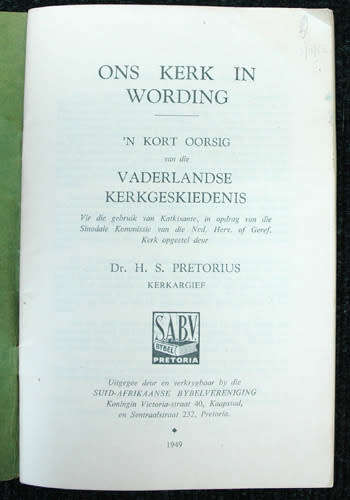 ONS KERK IN
WORDING
'N KORT OORSIG
van die
VADERLANDSE
KERKGESKIEDENIS
Vir die gebruik van Katkisante, in opdrag van die
Sinodale Kommissie van die Ned. Herv. of Geref.
Kerk opgestel deur
Dr. H. S. PRETORIUS
KERKARGIEF
SABV
BYBEL
PRETORIA
Uitgegee deur en verkrygbaar by die
SUID-AFRIKAANSE BYBELVERENIGING
Koningin Victoria-straat 40, Kaapstad,
en Sentraalstraat 232, Pretoria.
1949